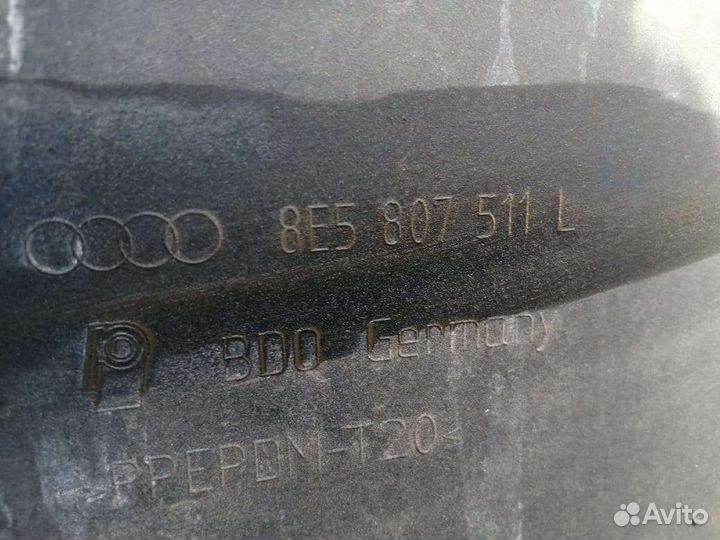 8E5 807 511 L
BDO Germany
>PPEPDM-T20<
Avito